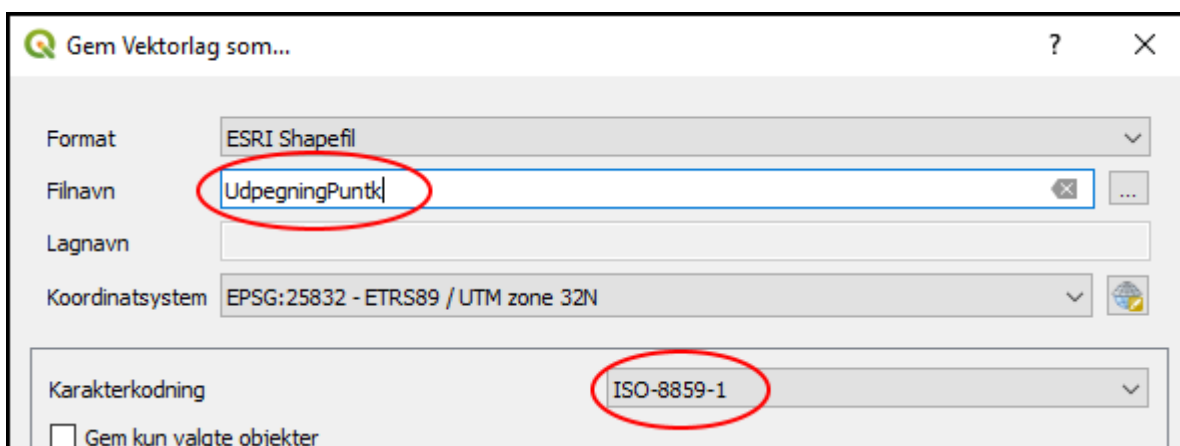 Gem Vektorlag som... ?
Format ESRI Shapefil
Filnavn UdpegningPuntk ...
Lagnavn
Koordinatsystem EPSG:25832 - ETRS89 / UTM zone 32N
Karakterkodning ISO-8859-1
Gem kun valgte objekter